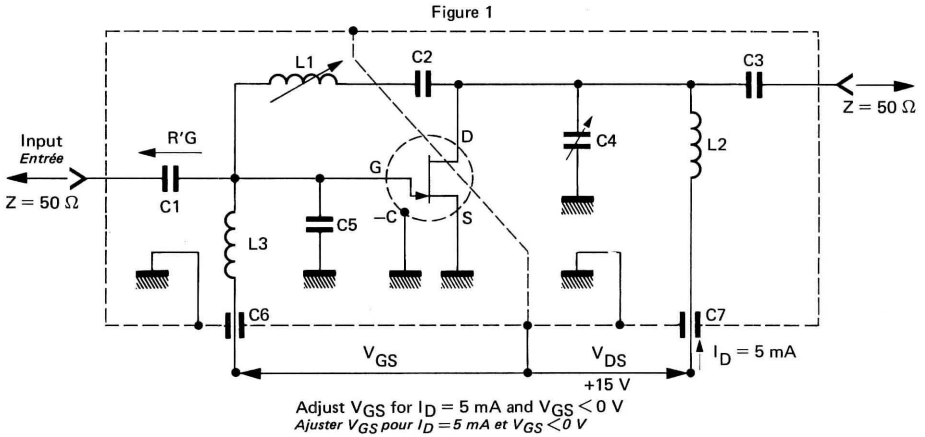 Figure 1
L1
C2
C3
Z = 50 Ω
D
C4
L2
Input
Entrée
R'G
G
Z = 50 Ω
C1
–C
S
C5
L3
C6
C7
VGS
VDS
ID = 5 mA
+15 V
Adjust VGS for ID = 5 mA and VGS < 0 V
Ajuster VGS pour ID = 5 mA et VGS < 0 V